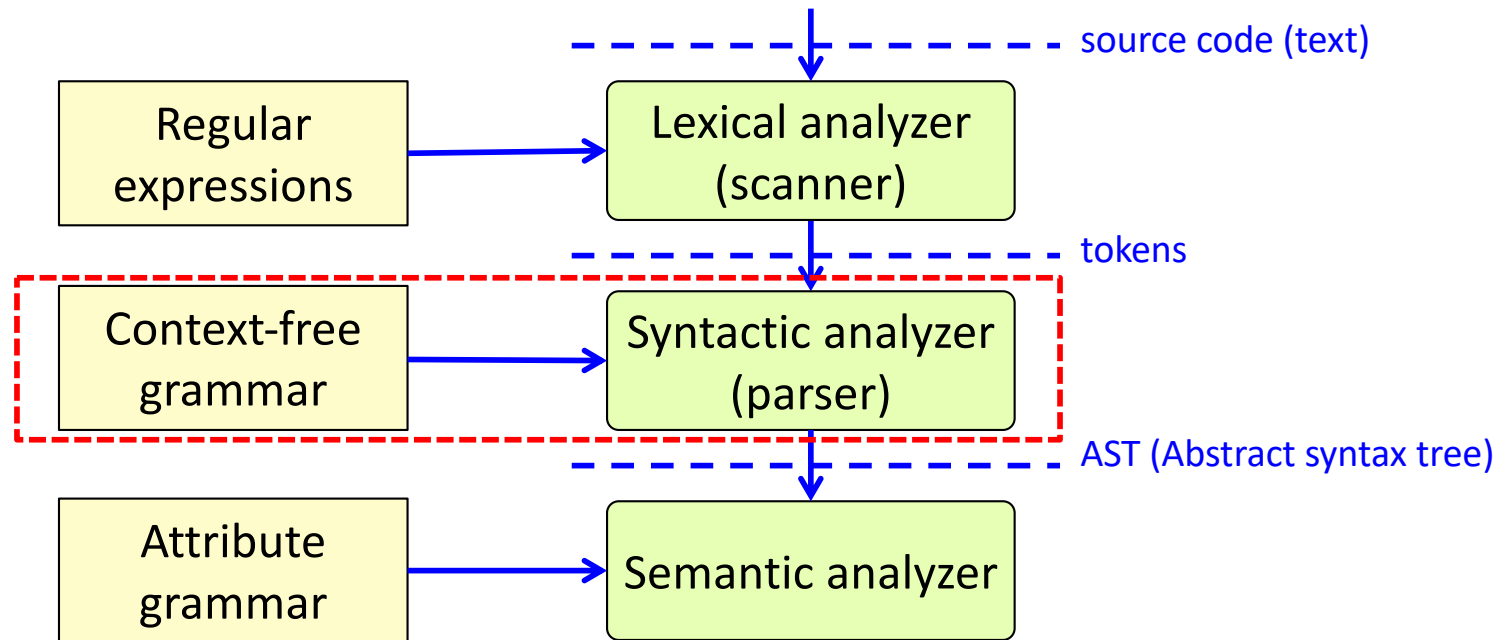 source code (text)
Regular
expressions
Lexical analyzer
(scanner)
tokens
Context-free
grammar
Syntactic analyzer
(parser)
AST (Abstract syntax tree)
Attribute
grammar
Semantic analyzer